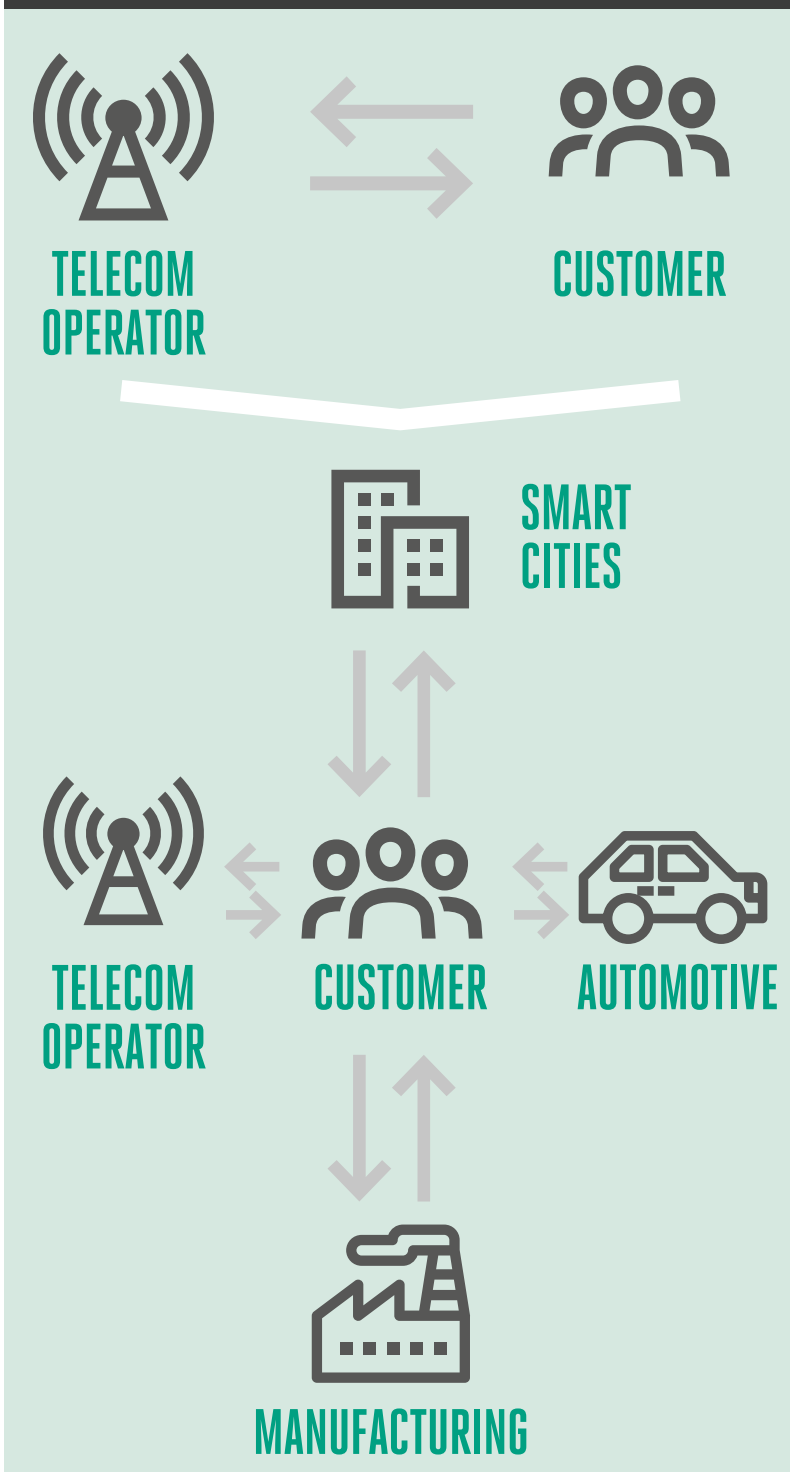 TELECOM
OPERATOR
CUSTOMER
SMART
CITIES
TELECOM
OPERATOR
CUSTOMER
AUTOMOTIVE
MANUFACTURING